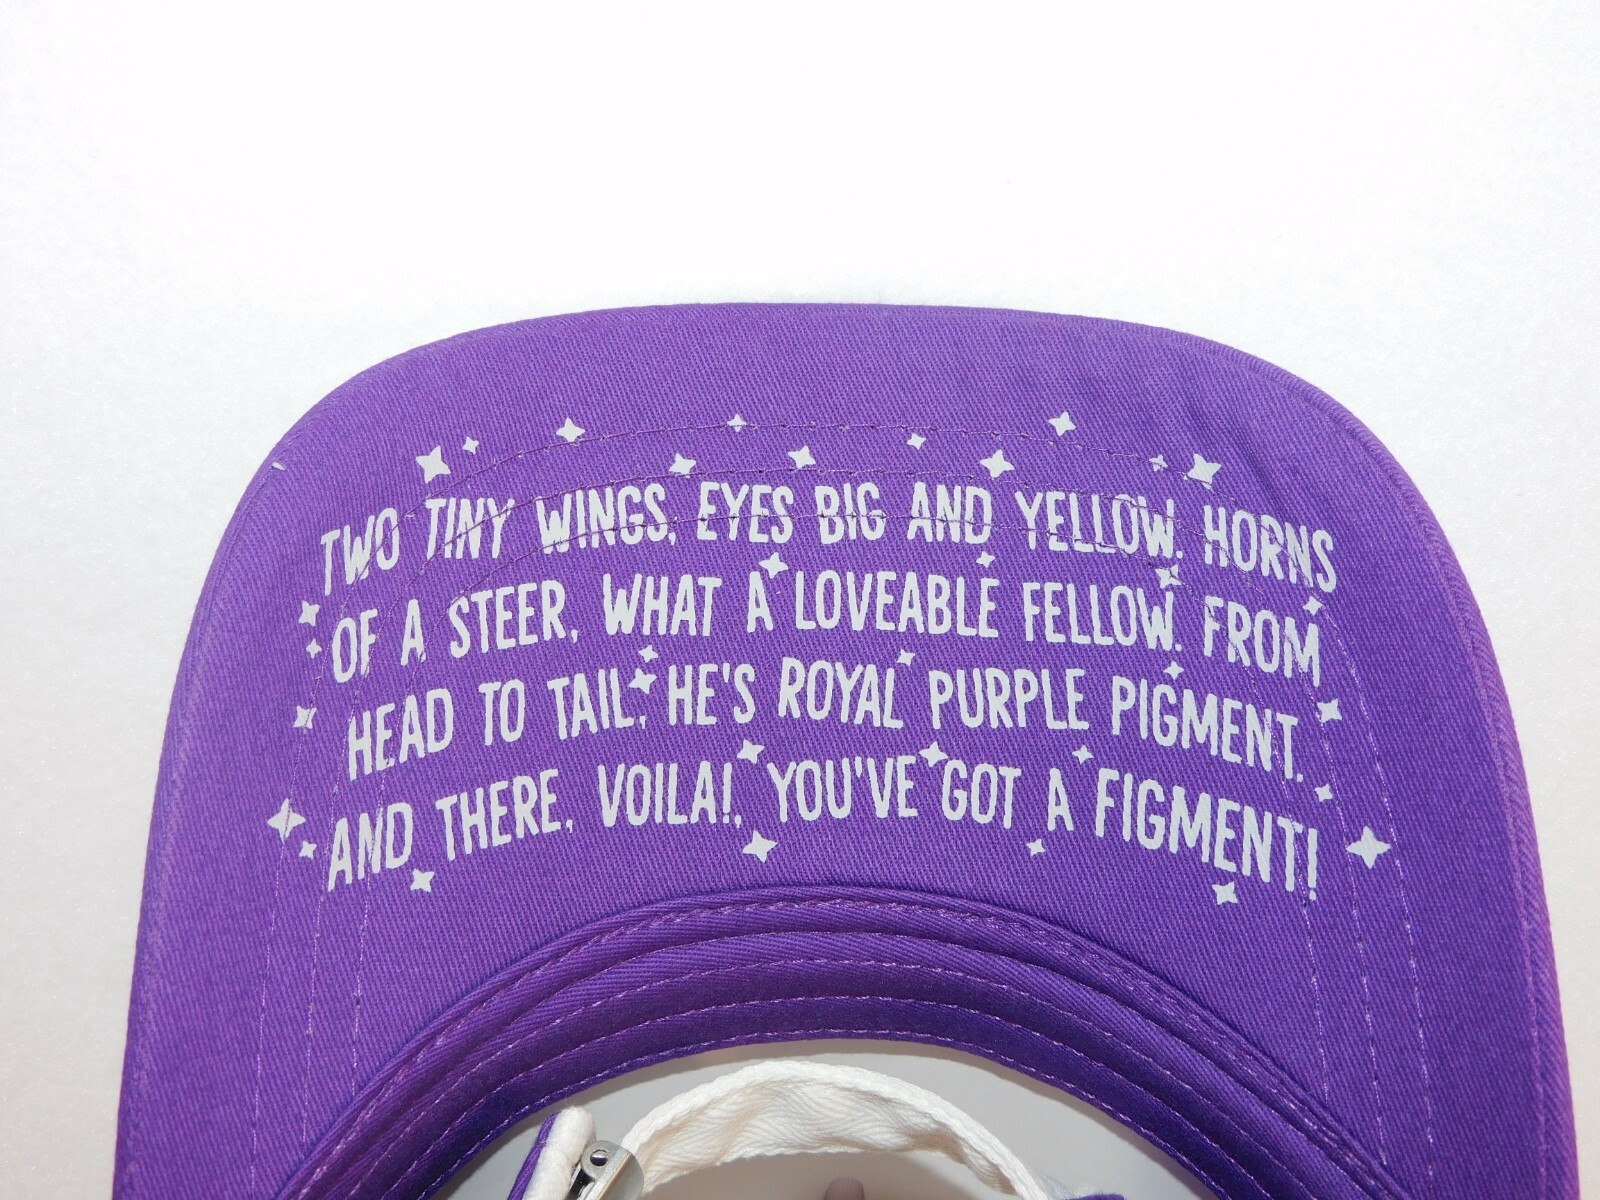 TWO TINY WINGS, EYES BIG AND YELLOW. HORNS
OF A STEER, WHAT A LOVEABLE FELLOW. FROM
HEAD TO TAIL, HE'S ROYAL PURPLE PIGMENT.
AND THERE, VOILA!, YOU'VE GOT A FIGMENT!